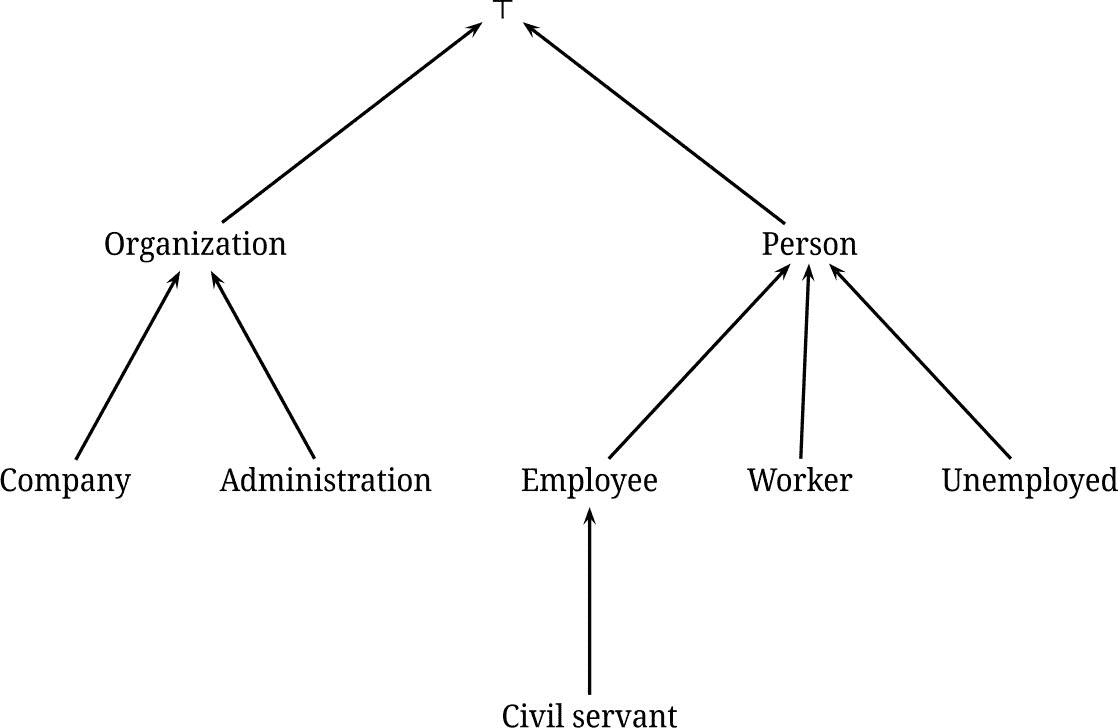 ⊤
Organization
Person
Company
Administration
Employee
Worker
Unemployed
Civil servant